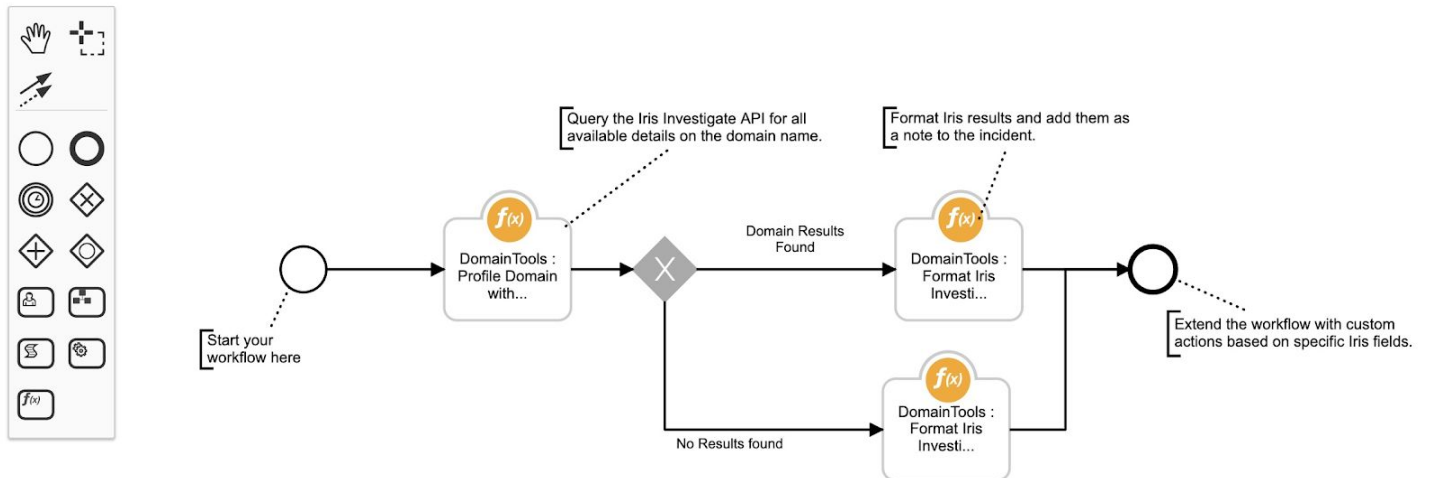 Query the Iris Investigate API for all
available details on the domain name.
Format Iris results and add them as
a note to the incident.
f(x)
f(x)
Domain Results
Found
DomainTools :
Profile Domain
with...
X
DomainTools :
Format Iris
Investi...
Start your
workflow here
Extend the workflow with custom
actions based on specific Iris fields.
f(x)
f(x)
DomainTools :
Format Iris
Investi...
No Results found